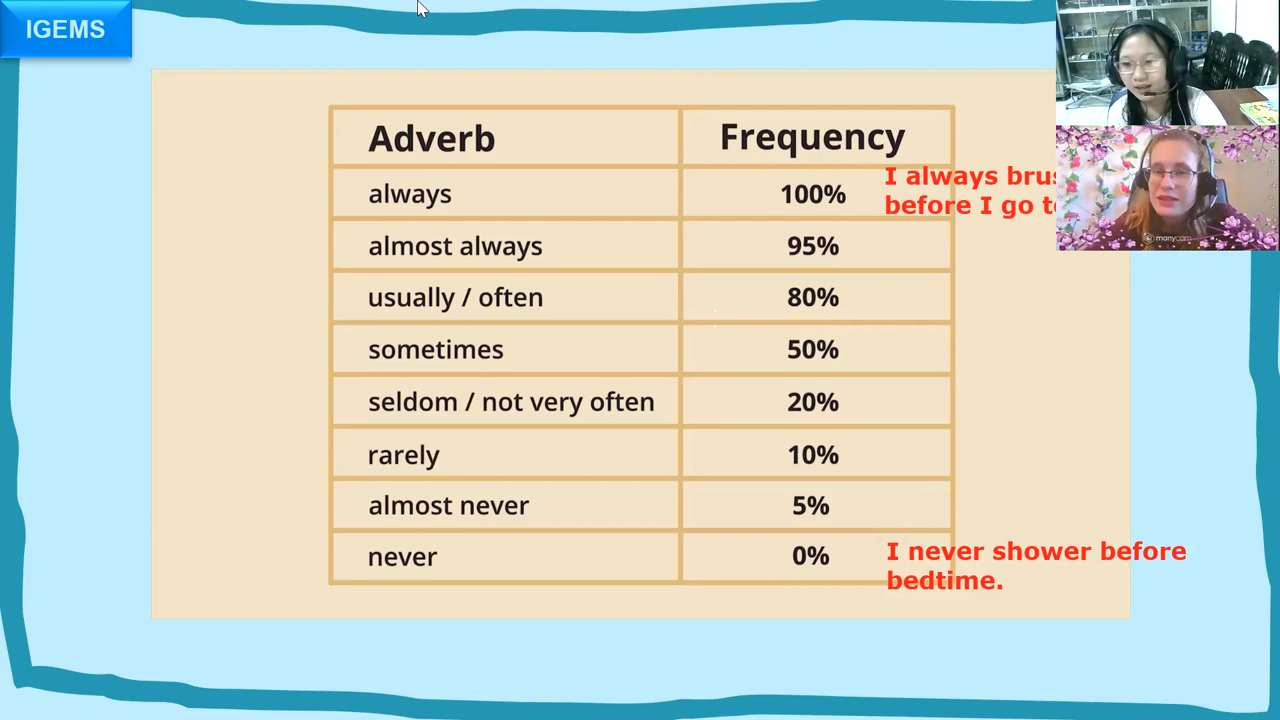 IGEMS
Adverb Frequency
always 100%
I always
before I go
almost always 95%
usually / often 80%
sometimes 50%
seldom / not very often 20%
rarely 10%
almost never 5%
never 0%
I never shower before
bedtime.
manycam